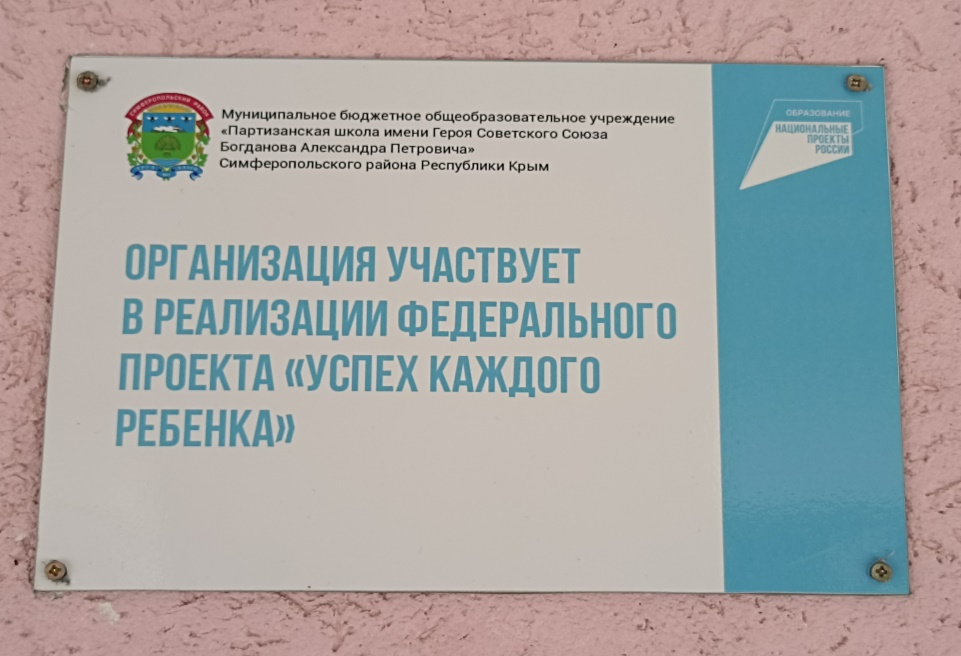 СИМФЕРОПОЛЬСКИЙ РАЙОН
Муниципальное бюджетное общеобразовательное учреждение
«Партизанская школа имени Героя Советского Союза
Богданова Александра Петровича»
Симферопольского района Республики Крым
ОБРАЗОВАНИЕ
НАЦИОНАЛЬНЫЕ
ПРОЕКТЫ
РОССИИ
ОРГАНИЗАЦИЯ УЧАСТВУЕТ
В РЕАЛИЗАЦИИ ФЕДЕРАЛЬНОГО
ПРОЕКТА «УСПЕХ КАЖДОГО
РЕБЕНКА»